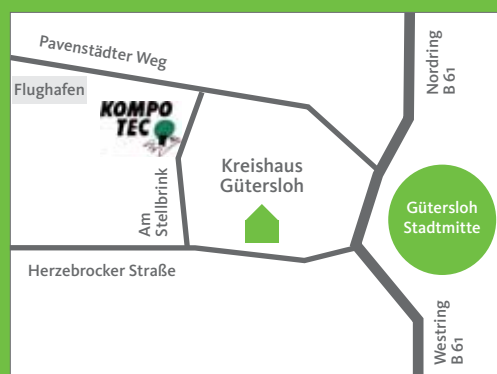 Pavenstädter Weg
Nordring
B 61
Flughafen
KOMPO
TEC
Kreishaus
Gütersloh
Am
Stellbrink
Gütersloh
Stadtmitte
Herzebrocker Straße
Westring
B 61